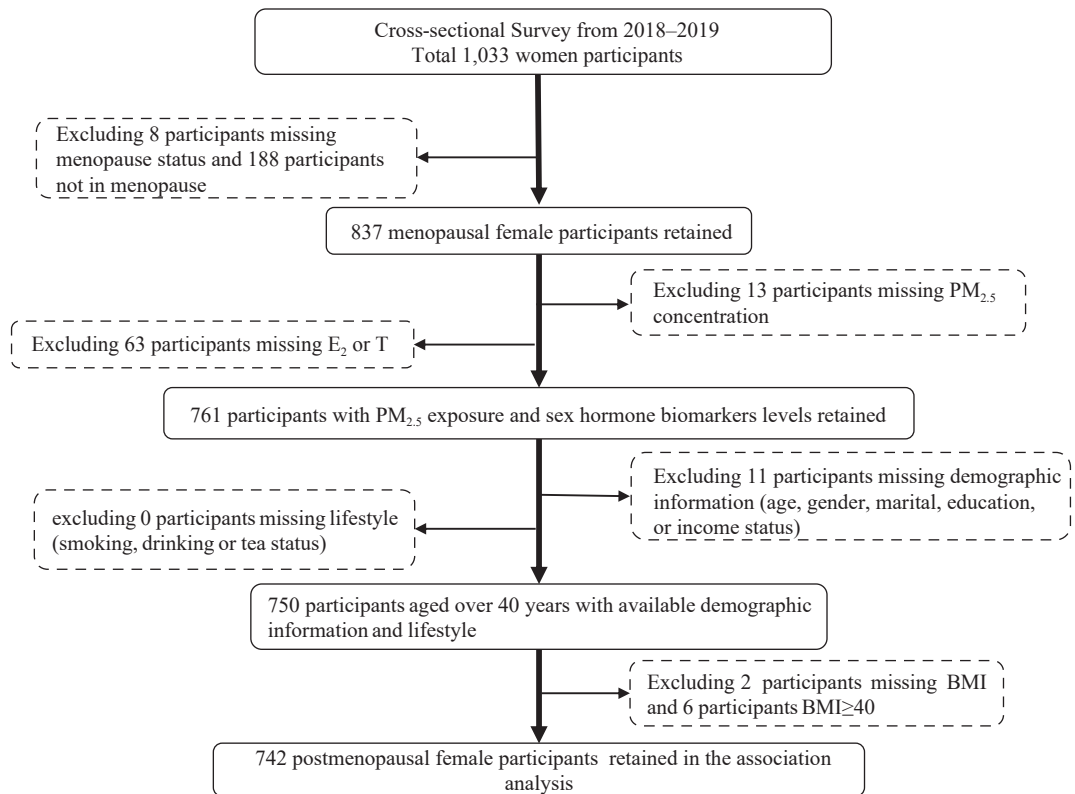 Cross-sectional Survey from 2018–2019
Total 1,033 women participants
Excluding 8 participants missing
menopause status and 188 participants
not in menopause
837 menopausal female participants retained
Excluding 13 participants missing PM2.5
concentration
Excluding 63 participants missing E2 or T
761 participants with PM2.5 exposure and sex hormone biomarkers levels retained
Excluding 11 participants missing demographic
information (age, gender, marital, education,
or income status)
excluding 0 participants missing lifestyle
(smoking, drinking or tea status)
750 participants aged over 40 years with available demographic
information and lifestyle
Excluding 2 participants missing BMI
and 6 participants BMI≥40
742 postmenopausal female participants retained in the association
analysis